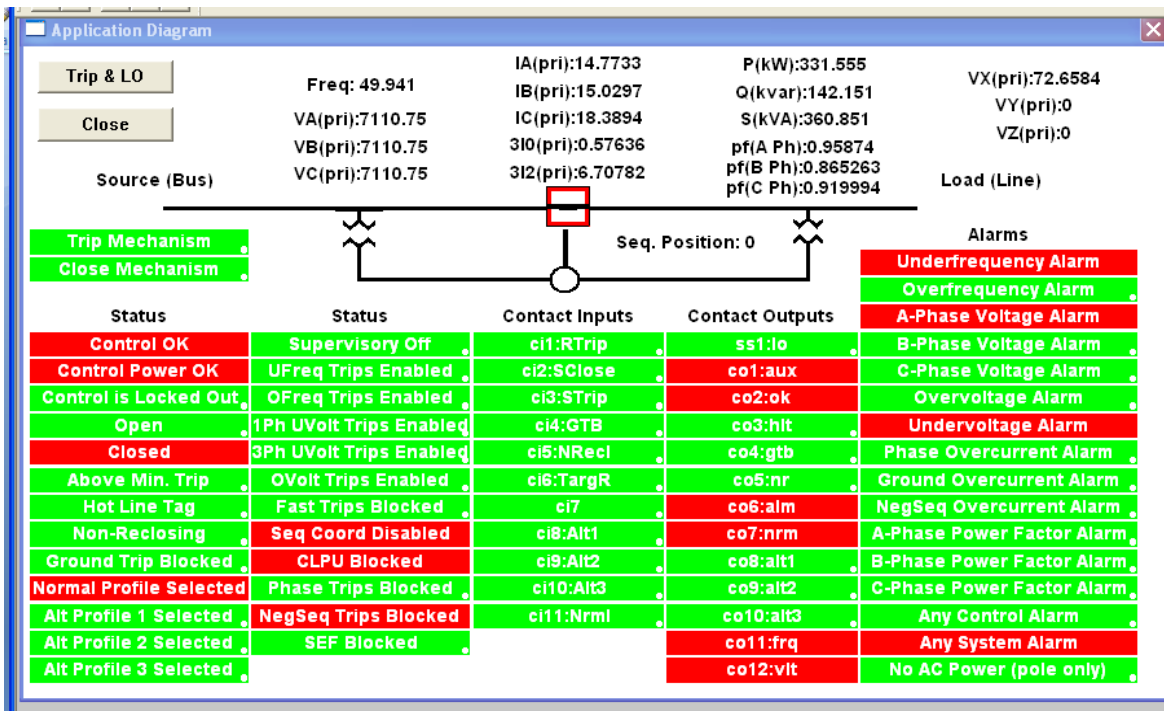 Application Diagram
Trip & LO
Close
Freq: 49.941
VA(pri):7110.75
VB(pri):7110.75
VC(pri):7110.75
IA(pri):14.7733
IB(pri):15.0297
IC(pri):18.3894
3I0(pri):0.57636
3I2(pri):6.70782
P(kW):331.555
Q(kvar):142.151
S(kVA):360.851
pf(A Ph):0.95874
pf(B Ph):0.865263
pf(C Ph):0.919994
VX(pri):72.6584
VY(pri):0
VZ(pri):0
Source (Bus)
Load (Line)
Seq. Position: 0
Trip Mechanism
Close Mechanism
Status
Control OK
Control Power OK
Control is Locked Out
Open
Closed
Above Min. Trip
Hot Line Tag
Non-Reclosing
Ground Trip Blocked
Normal Profile Selected
Alt Profile 1 Selected
Alt Profile 2 Selected
Alt Profile 3 Selected
Status
Supervisory Off
UFreq Trips Enabled
OFreq Trips Enabled
1Ph UVolt Trips Enabled
3Ph UVolt Trips Enabled
OVolt Trips Enabled
Fast Trips Blocked
Seq Coord Disabled
CLPU Blocked
Phase Trips Blocked
NegSeq Trips Blocked
SEF Blocked
Contact Inputs
ci1:RTrip
ci2:SClose
ci3:STrip
ci4:GTB
ci5:NRecl
ci6:TargR
ci7
ci8:Alt1
ci9:Alt2
ci10:Alt3
ci11:Nrml
Contact Outputs
ss1:lo
co1:aux
co2:ok
co3:hlt
co4:gtb
co5:nr
co6:alm
co7:nrm
co8:alt1
co9:alt2
co10:alt3
co11:frq
co12:vlt
Alarms
Underfrequency Alarm
Overfrequency Alarm
A-Phase Voltage Alarm
B-Phase Voltage Alarm
C-Phase Voltage Alarm
Overvoltage Alarm
Undervoltage Alarm
Phase Overcurrent Alarm
Ground Overcurrent Alarm
NegSeq Overcurrent Alarm
A-Phase Power Factor Alarm
B-Phase Power Factor Alarm
C-Phase Power Factor Alarm
Any Control Alarm
Any System Alarm
No AC Power (pole only)